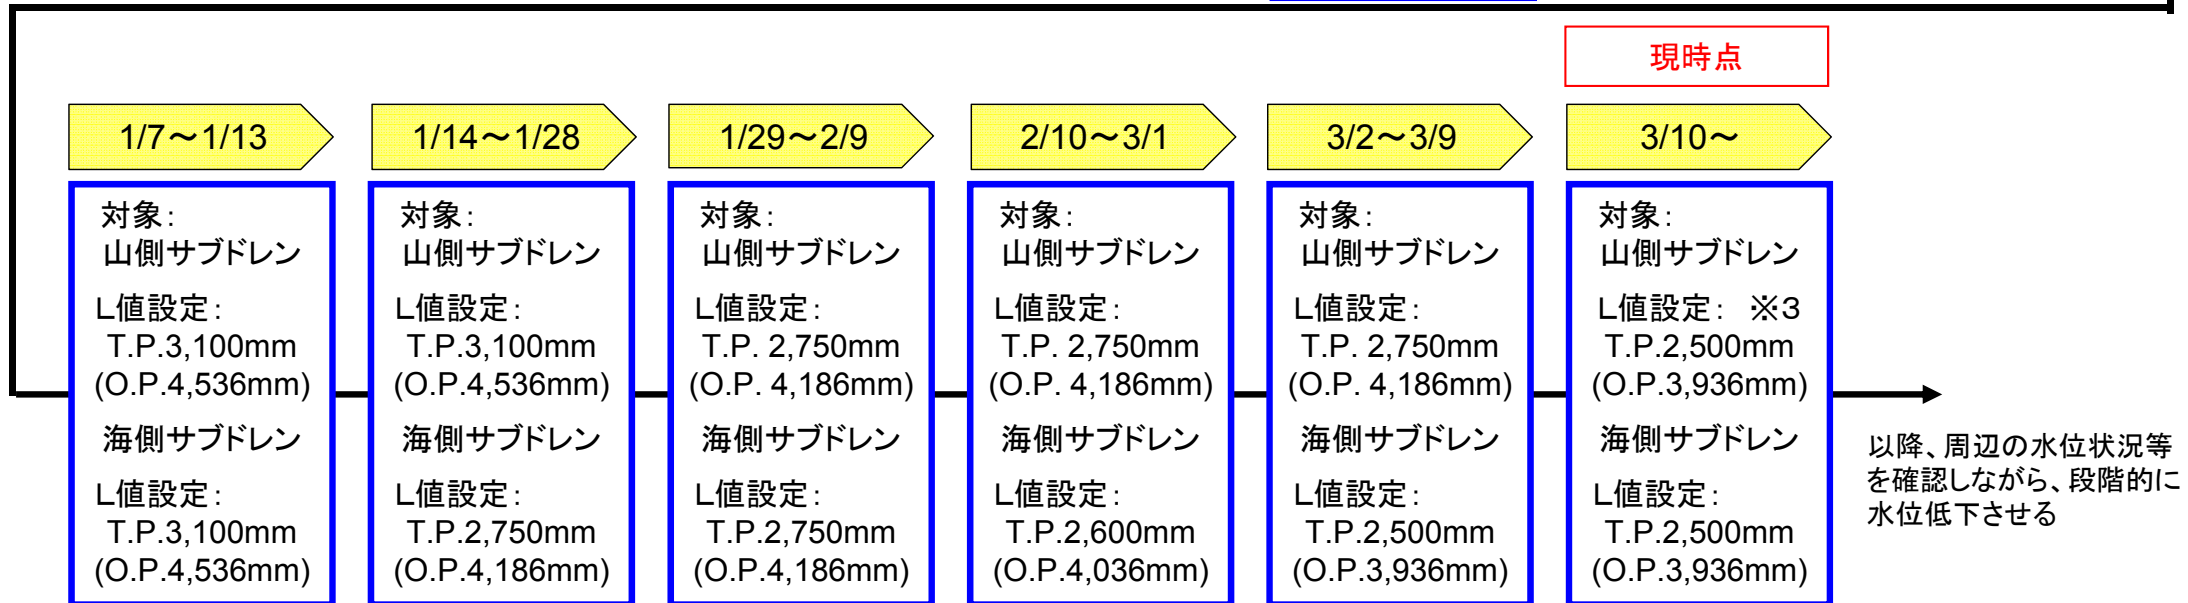 現時点
1/7～1/13
対象：
山側サブドレン
L値設定：
T.P.3,100mm
(O.P.4,536mm)
海側サブドレン
L値設定：
T.P.3,100mm
(O.P.4,536mm)
1/14～1/28
対象：
山側サブドレン
L値設定：
T.P.3,100mm
(O.P.4,536mm)
海側サブドレン
L値設定：
T.P.2,750mm
(O.P.4,186mm)
1/29～2/9
対象：
山側サブドレン
L値設定：
T.P. 2,750mm
(O.P. 4,186mm)
海側サブドレン
L値設定：
T.P.2,750mm
(O.P.4,186mm)
2/10～3/1
対象：
山側サブドレン
L値設定：
T.P. 2,750mm
(O.P. 4,186mm)
海側サブドレン
L値設定：
T.P.2,600mm
(O.P.4,036mm)
3/2～3/9
対象：
山側サブドレン
L値設定：
T.P. 2,750mm
(O.P. 4,186mm)
海側サブドレン
L値設定：
T.P.2,500mm
(O.P.3,936mm)
3/10～
対象：
山側サブドレン
L値設定： ※３
T.P.2,500mm
(O.P.3,936mm)
海側サブドレン
L値設定：
T.P.2,500mm
(O.P.3,936mm)
以降、周辺の水位状況等
を確認しながら、段階的に
水位低下させる